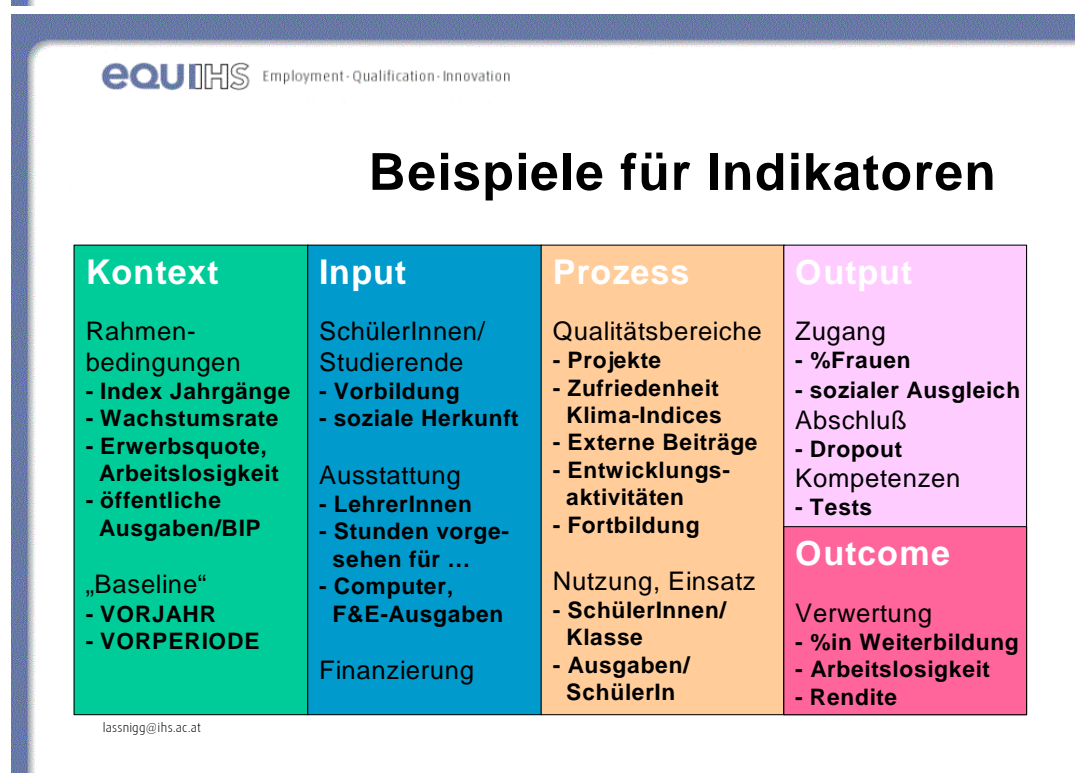 equi IHS Employment - Qualification - Innovation
Beispiele für Indikatoren
Kontext
Rahmen-
bedingungen
- Index Jahrgänge
- Wachstumsrate
- Erwerbsquote,
Arbeitslosigkeit
- öffentliche
Ausgaben/BIP
„Baseline“
- VORJAHR
- VORPERIODE
Input
SchülerInnen/
Studierende
- Vorbildung
- soziale Herkunft
Ausstattung
- LehrerInnen
- Stunden vorge-
sehen für …
- Computer,
F&E-Ausgaben
Finanzierung
Prozess
Qualitätsbereiche
- Projekte
- Zufriedenheit
Klima-Indices
- Externe Beiträge
- Entwicklungs-
aktivitäten
- Fortbildung
Nutzung, Einsatz
- SchülerInnen/
Klasse
- Ausgaben/
SchülerIn
Output
Zugang
- %Frauen
- sozialer Ausgleich
Abschluß
- Dropout
Kompetenzen
- Tests
Outcome
Verwertung
- %in Weiterbildung
- Arbeitslosigkeit
- Rendite
lassnigg@ihs.ac.at